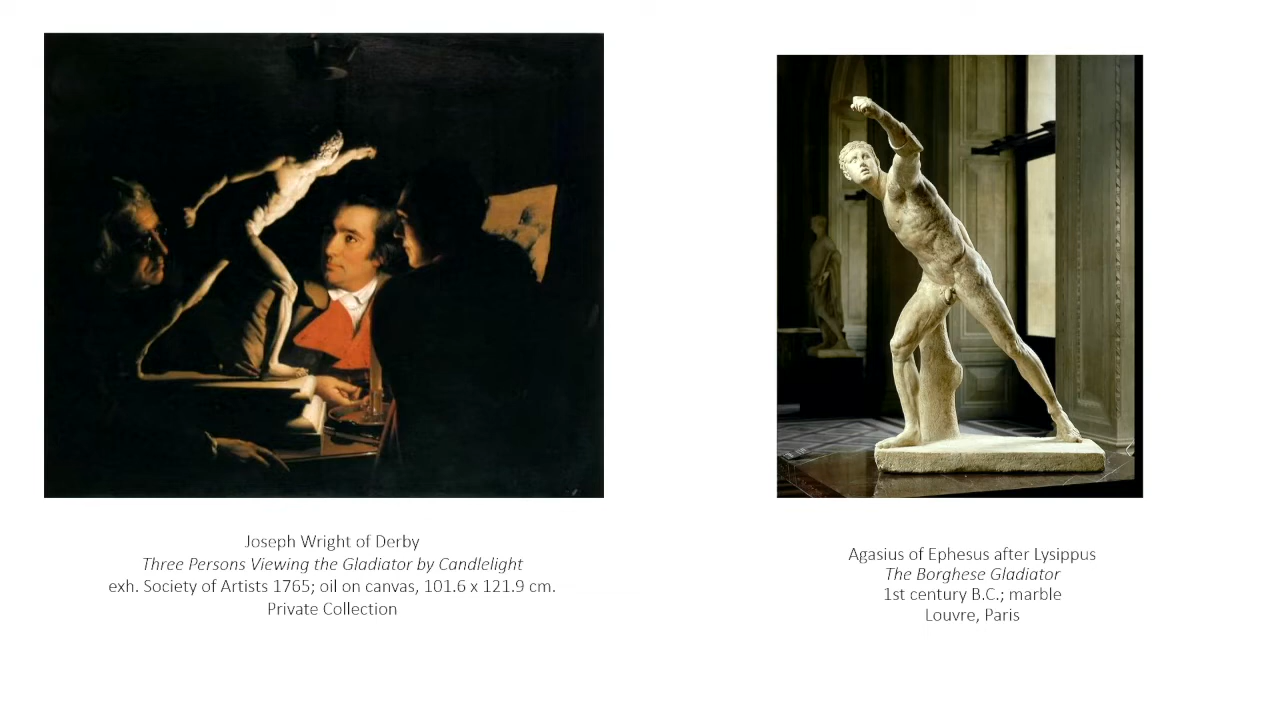 Joseph Wright of Derby
Three Persons Viewing the Gladiator by Candlelight
exh. Society of Artists 1765; oil on canvas, 101.6 x 121.9 cm.
Private Collection
Agasius of Ephesus after Lysippus
The Borghese Gladiator
1st century B.C.; marble
Louvre, Paris